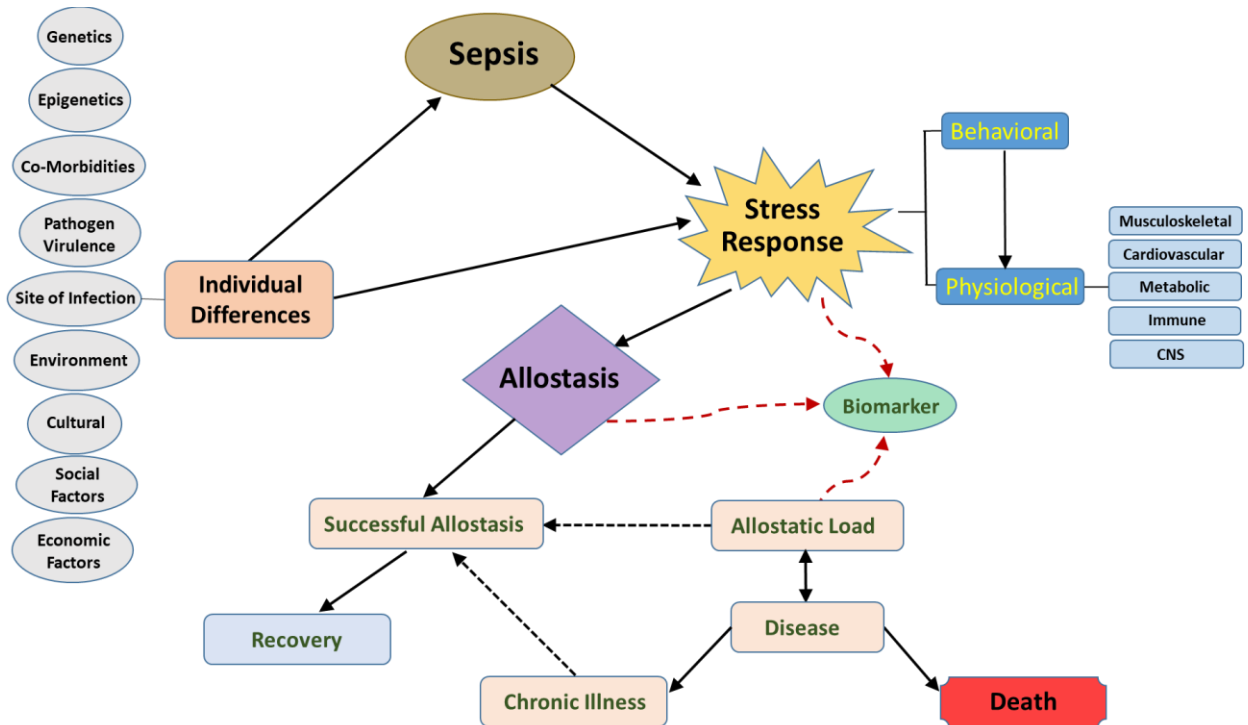 Genetics
Epigenetics
Co-Morbidities
Pathogen
Virulence
Site of Infection
Environment
Cultural
Social
Factors
Economic
Factors
Individual
Differences
Sepsis
Stress
Response
Behavioral
Physiological
Musculoskeletal
Cardiovascular
Metabolic
Immune
CNS
Allostasis
Biomarker
Successful Allostasis
Allostatic Load
Recovery
Disease
Chronic Illness
Death